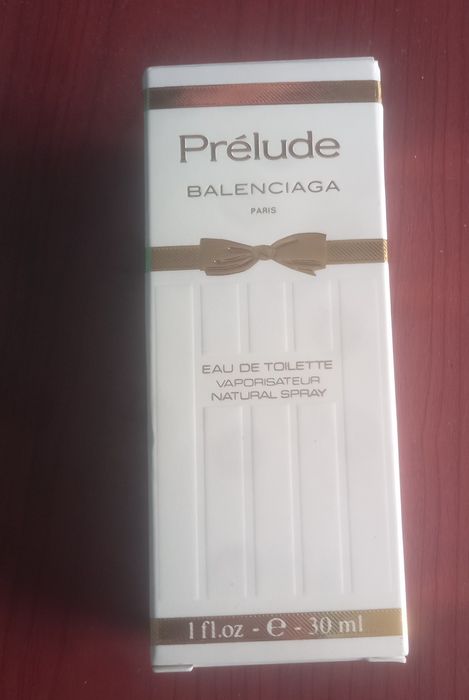 Prélude
BALENCIAGA
PARIS
EAU DE TOILETTE
VAPORISATEUR
NATURAL SPRAY
1 fl.oz - ℮ - 30 ml